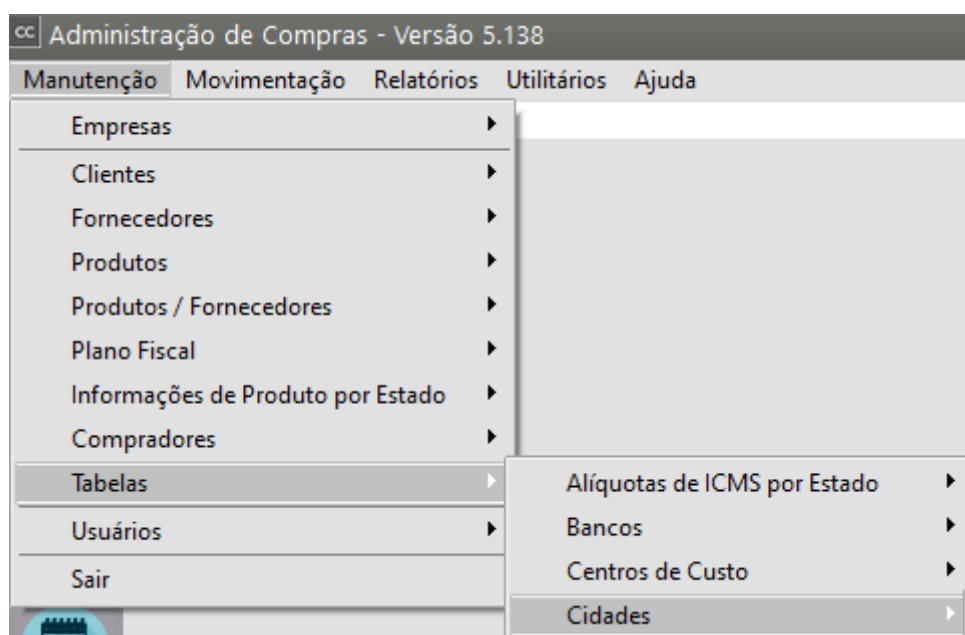 cc Administração de Compras - Versão 5.138
Manutenção Movimentação Relatórios Utilitários Ajuda
Empresas
Clientes
Fornecedores
Produtos
Produtos / Fornecedores
Plano Fiscal
Informações de Produto por Estado
Compradores
Tabelas
Alíquotas de ICMS por Estado
Usuários
Bancos
Sair
Centros de Custo
Cidades